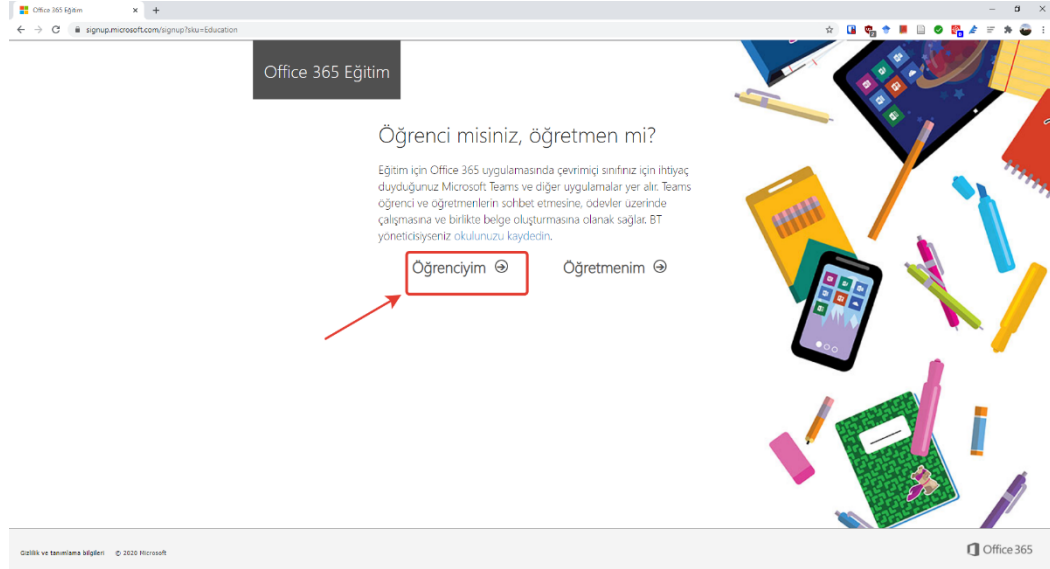 Office 365 Eğitim
signup.microsoft.com/signup?sku=Education
Office 365 Eğitim
Öğrenci misiniz, öğretmen mi?
Eğitim için Office 365 uygulamasında çevrimiçi sınıfınız için ihtiyaç
duyduğunuz Microsoft Teams ve diğer uygulamalar yer alır. Teams
öğrenci ve öğretmenlerin sohbet etmesine, ödevler üzerinde
çalışmasına ve birlikte belge oluşturmasına olanak sağlar. BT
yöneticisiyseniz okulunuzu kaydedin.
Öğrenciyim
Öğretmenim
Gizlilik ve tanımlama bilgileri © 2020 Microsoft
Office 365